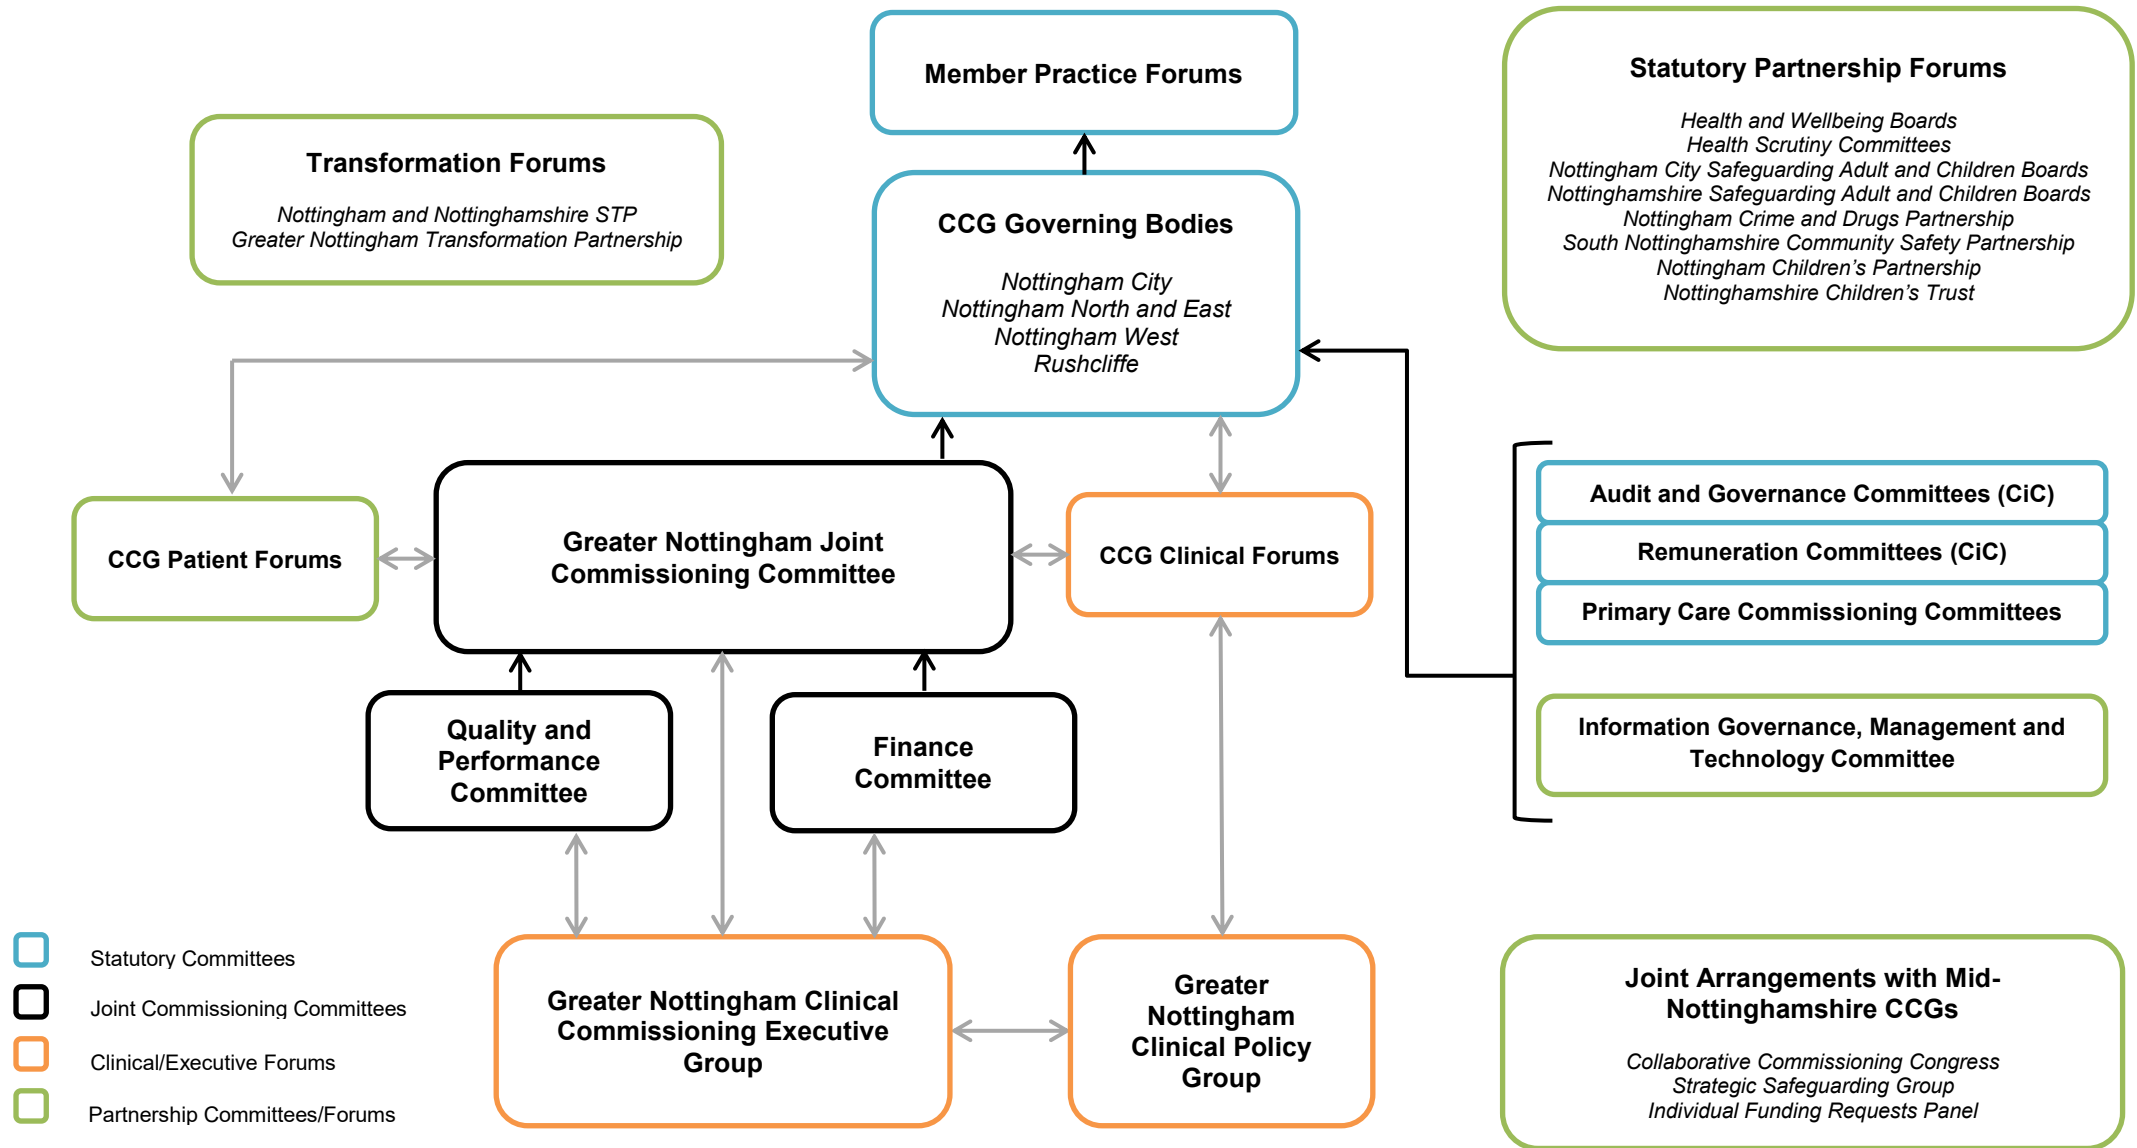 Member Practice Forums
Statutory Partnership Forums
Health and Wellbeing Boards
Health Scrutiny Committees
Nottingham City Safeguarding Adult and Children Boards
Nottinghamshire Safeguarding Adult and Children Boards
Nottingham Crime and Drugs Partnership
South Nottinghamshire Community Safety Partnership
Nottingham Children’s Partnership
Nottinghamshire Children’s Trust
Transformation Forums
Nottingham and Nottinghamshire STP
Greater Nottingham Transformation Partnership
CCG Governing Bodies
Nottingham City
Nottingham North and East
Nottingham West
Rushcliffe
CCG Patient Forums
Greater Nottingham Joint
Commissioning Committee
CCG Clinical Forums
Audit and Governance Committees (CiC)
Remuneration Committees (CiC)
Primary Care Commissioning Committees
Information Governance, Management and
Technology Committee
Quality and
Performance
Committee
Finance
Committee
Statutory Committees
Joint Commissioning Committees
Clinical/Executive Forums
Partnership Committees/Forums
Greater Nottingham Clinical
Commissioning Executive
Group
Greater
Nottingham
Clinical Policy
Group
Joint Arrangements with Mid-
Nottinghamshire CCGs
Collaborative Commissioning Congress
Strategic Safeguarding Group
Individual Funding Requests Panel